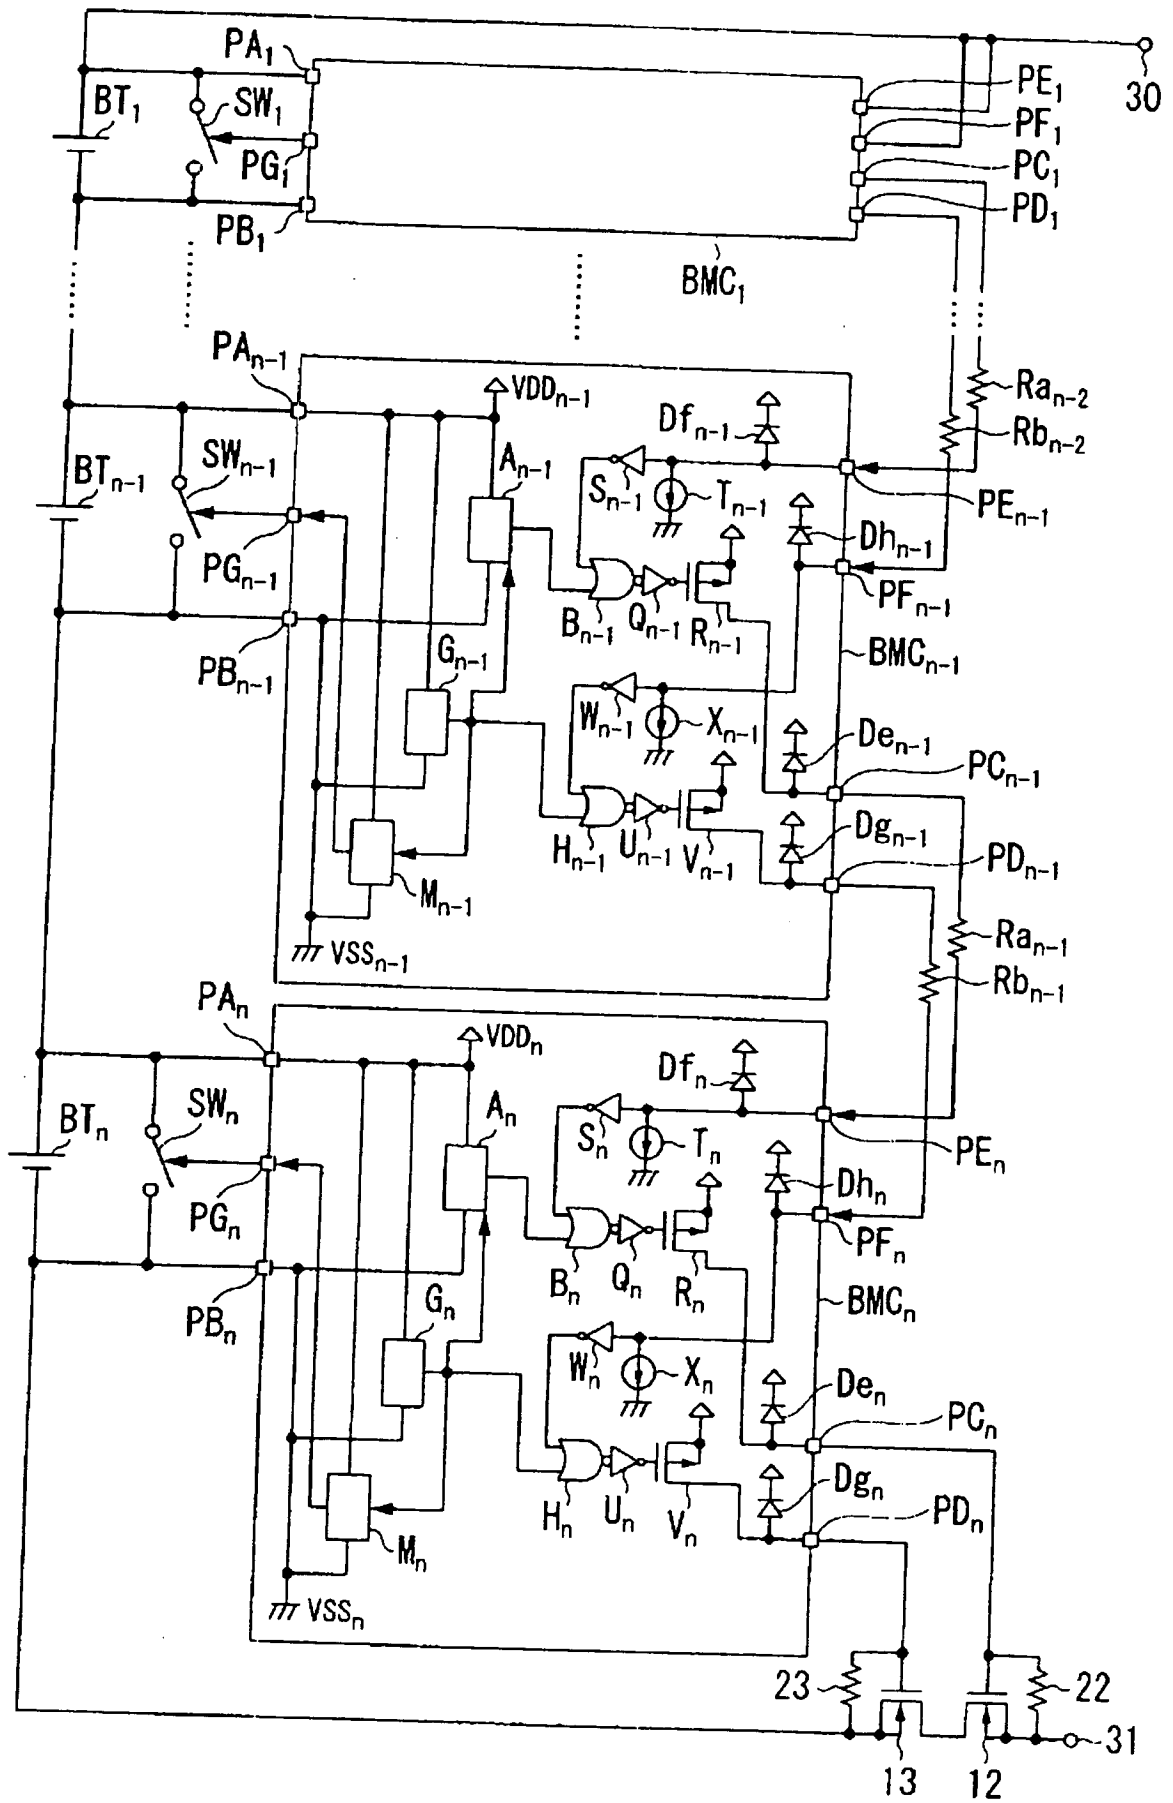 PA1
PE1
30
BT1
SW1
PF1
PG1
PC1
PB1
PD1
BMC1
PAn-1
VDDn-1
Ran-2
Dfn-1
Rbn-2
SWn-1
An-1
BTn-1
Sn-1
Tn-1
PEn-1
Dhn-1
PGn-1
PFn-1
Bn-1
Qn-1
Rn-1
BMCn-1
PBn-1
Gn-1
Wn-1
Xn-1
Den-1
PCn-1
Dgn-1
Hn-1
Un-1
Vn-1
PDn-1
Mn-1
Ran-1
VSSn-1
Rbn-1
PAn
VDDn
Dfn
SWn
An
BTn
Sn
Tn
PEn
Dhn
PGn
PFn
Bn
Qn
Rn
BMCn
PBn
Gn
Wn
Xn
Den
PCn
Dgn
Hn
Un
Vn
PDn
Mn
VSSn
23
22
31
13
12